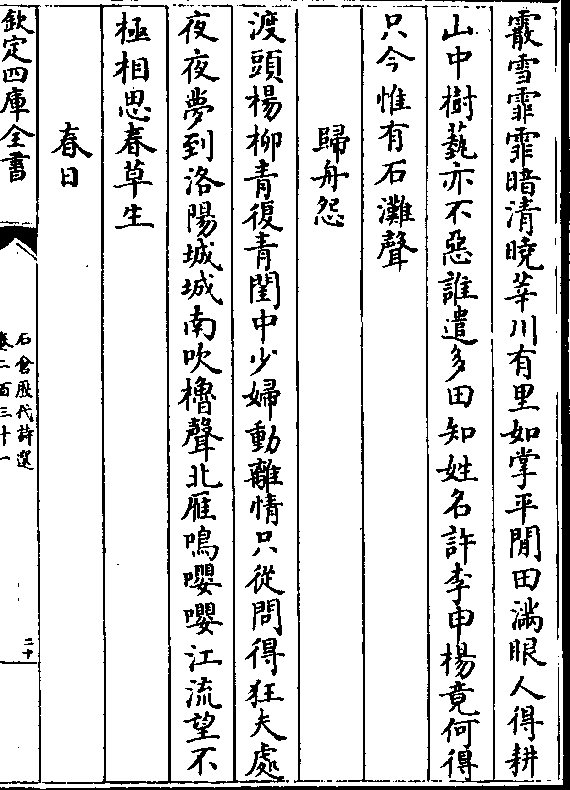 霰雪霏霏暗清曉莘川有里如掌平閒田滿眼人得耕
山中樹蓺亦不惡誰遣多田知姓名許李申楊竟何得
只今惟有石灘聲
歸舟怨
渡頭楊柳青復青閨中少婦動離情只從問得狂夫處
夜夜夢到洛陽城城南吹櫓聲北雁鳴嚶嚶江流望不
極相思春草生
春日
欽定四庫全書
石倉歷代詩選
卷二百三十一
二十